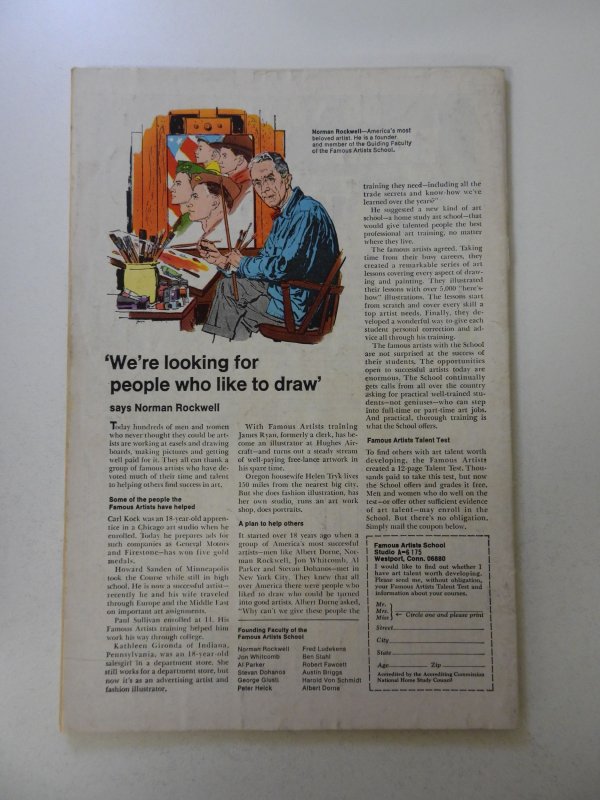 Norman Rockwell—America's most
beloved artist. He is a founder
and member of the Guiding Faculty
of the Famous Artists School.
'We're looking for
people who like to draw'
says Norman Rockwell
Today hundreds of men and women
who never thought they could be art-
ists are working at easels and drawing
boards, making pictures and getting
well paid for it. They all can thank a
group of famous artists who have de-
voted much of their time and talent
to helping others find success in art.
Some of the people the
Famous Artists have helped
Carl Kock was an 18-year-old appren-
tice in a Chicago art studio when he
enrolled. Today he prepares ads for
such companies as General Motors
and Firestone—has won five gold
medals.
Howard Sanden of Minneapolis
took the Course while still in high
school. He is now a successful artist—
recently he and his wife traveled
through Europe and the Middle East
on important art assignments.
Paul Sullivan enrolled at 11. His
Famous Artists training helped him
work his way through college.
Kathleen Gironda of Indiana,
Pennsylvania, was an 18-year-old
salesgirl in a department store. She
still works for a department store, but
now it's as an advertising artist and
fashion illustrator.
With Famous Artists training
James Ryan, formerly a clerk, has be-
come an illustrator at Hughes Air-
craft—and turns out a steady stream
of well-paying free-lance artwork in
his spare time.
Oregon housewife Helen Tryk lives
150 miles from the nearest big city.
But she does fashion illustration, has
her own studio, runs an art work
shop, does portraits.
A plan to help others
It started over 18 years ago when a
group of America's most successful
artists—men like Albert Dorne, Nor-
man Rockwell, Jon Whitcomb, Al
Parker and Stevan Dohanos—met in
New York City. They knew that all
over America there were people who
liked to draw who could be turned
into good artists. Albert Dorne asked,
"Why can't we give these people the
Founding Faculty of the
Famous Artists School
Norman Rockwell
Jon Whitcomb
Al Parker
Stevan Dohanos
George Giusti
Peter Helck
Fred Ludekens
Ben Stahl
Robert Fawcett
Austin Briggs
Harold Von Schmidt
Albert Dorne
training they need—including all the
trade secrets and know-how we've
learned over the years?"
He suggested a new kind of art
school—a home study art school—that
would give talented people the best
professional art training, no matter
where they live.
The famous artists agreed. Taking
time from their busy careers, they
created a remarkable series of art
lessons covering every aspect of draw-
ing and painting. They illustrated
their lessons with over 5,000 "here's-
how" illustrations. The lessons start
from scratch and cover every skill a
top artist needs. Finally, they de-
veloped a wonderful way to give each
student personal correction and ad-
vice all through his training.
The famous artists with the School
are not surprised at the success of
their students. The opportunities
open to successful artists today are
enormous. The School continually
gets calls from all over the country
asking for practical well-trained stu-
dents—not geniuses—who can step
into full-time or part-time art jobs.
And practical, thorough training is
what the School offers.
Famous Artists Talent Test
To find others with art talent worth
developing, the Famous Artists
created a 12-page Talent Test. Thou-
sands paid to take this test, but now
the School offers and grades it free.
Men and women who do well on the
test—or offer other sufficient evidence
of art talent—may enroll in the
School. But there's no obligation.
Simply mail the coupon below.
Famous Artists School
Studio A-6175
Westport, Conn. 06880
I would like to find out whether I
have art talent worth developing.
Please send me, without obligation,
your Famous Artists Talent Test and
information about your courses.
Mr.
Mrs. ← Circle one and please print
Miss
Street
City
State
Age Zip
Accredited by the Accrediting Commission
National Home Study Council